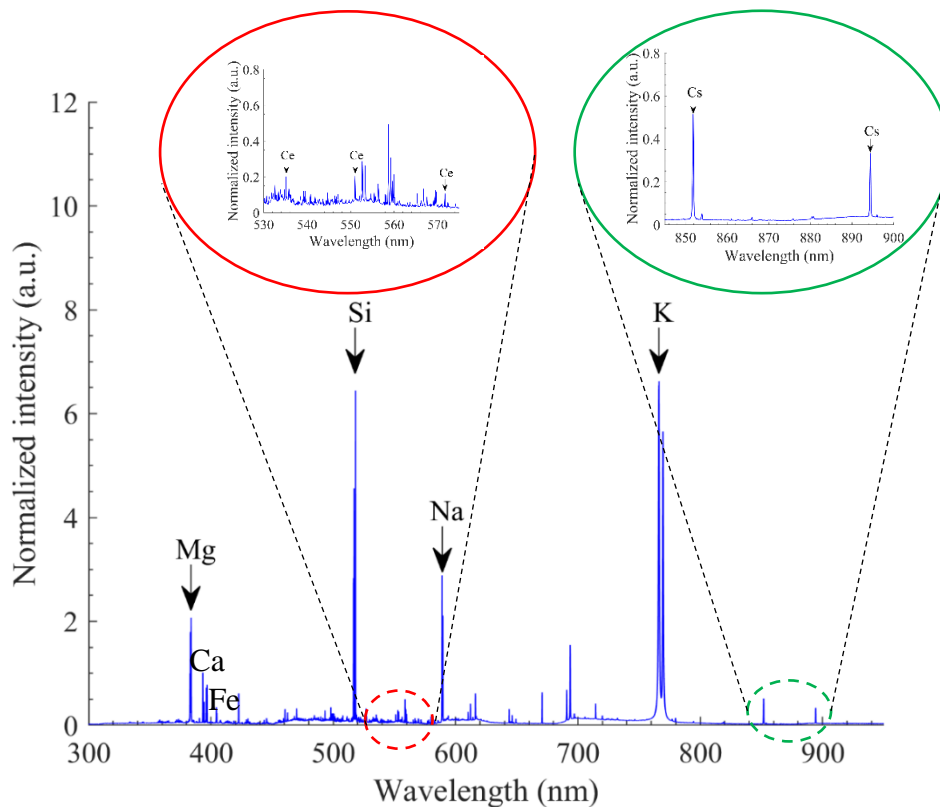 Normalized intensity (a.u.)
0.8
0.6
0.4
0.2
0
Ce
Ce
Ce
530
540
550
560
570
Wavelength (nm)
Normalized intensity (a.u.)
0.8
0.6
0.4
0.2
0
Cs
Cs
850
860
870
880
890
900
Wavelength (nm)
Normalized intensity (a.u.)
12
10
8
6
4
2
0
Si
K
Na
Mg
Ca
Fe
300
400
500
600
700
800
900
Wavelength (nm)